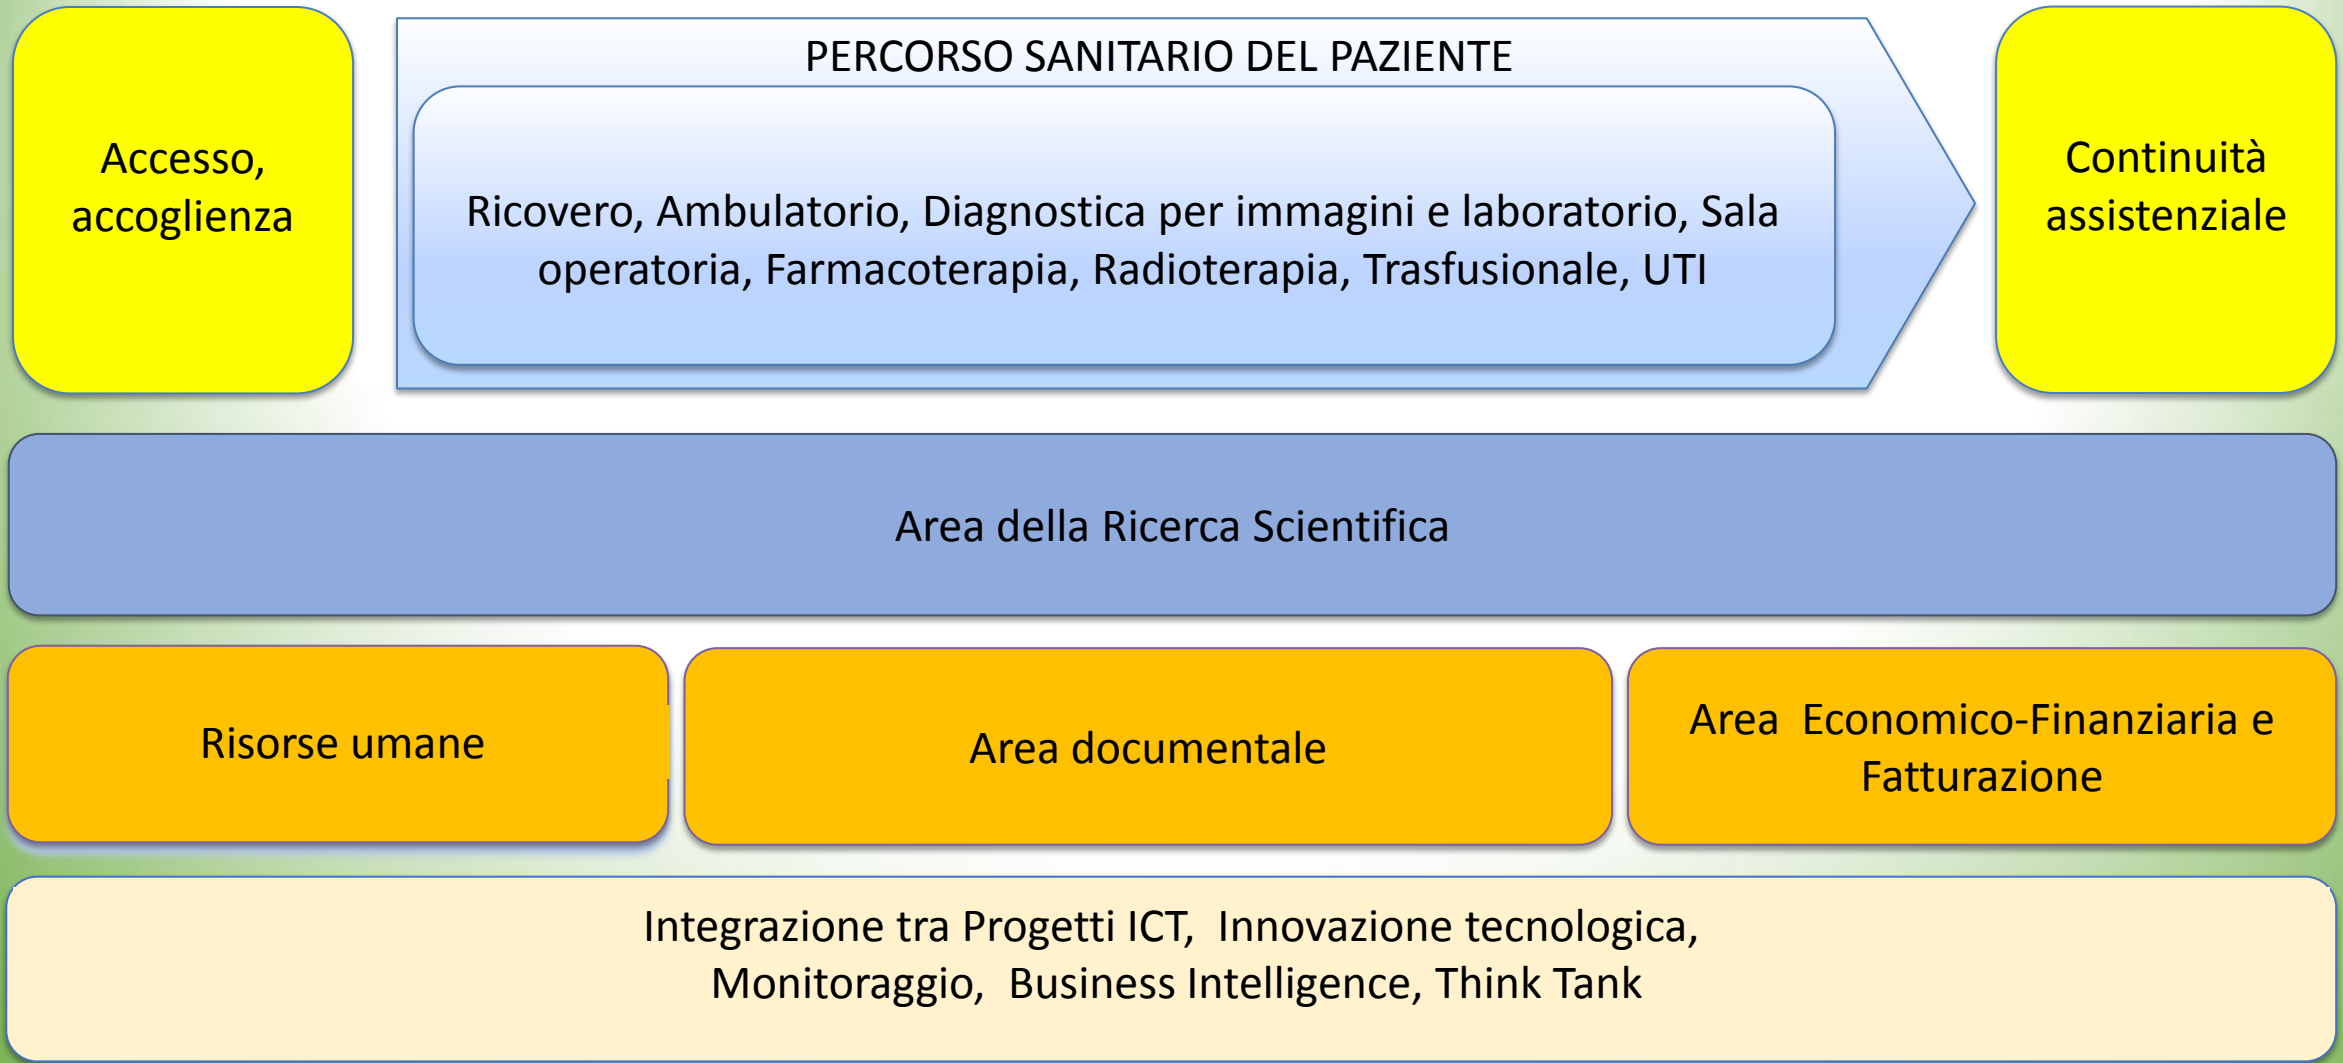 PERCORSO SANITARIO DEL PAZIENTE
Accesso,
accoglienza
Ricovero, Ambulatorio, Diagnostica per immagini e laboratorio, Sala
operatoria, Farmacoterapia, Radioterapia, Trasfusionale, UTI
Continuità
assistenziale
Area della Ricerca Scientifica
Risorse umane
Area documentale
Area  Economico-Finanziaria e
Fatturazione
Integrazione tra Progetti ICT,  Innovazione tecnologica,
Monitoraggio,  Business Intelligence, Think Tank